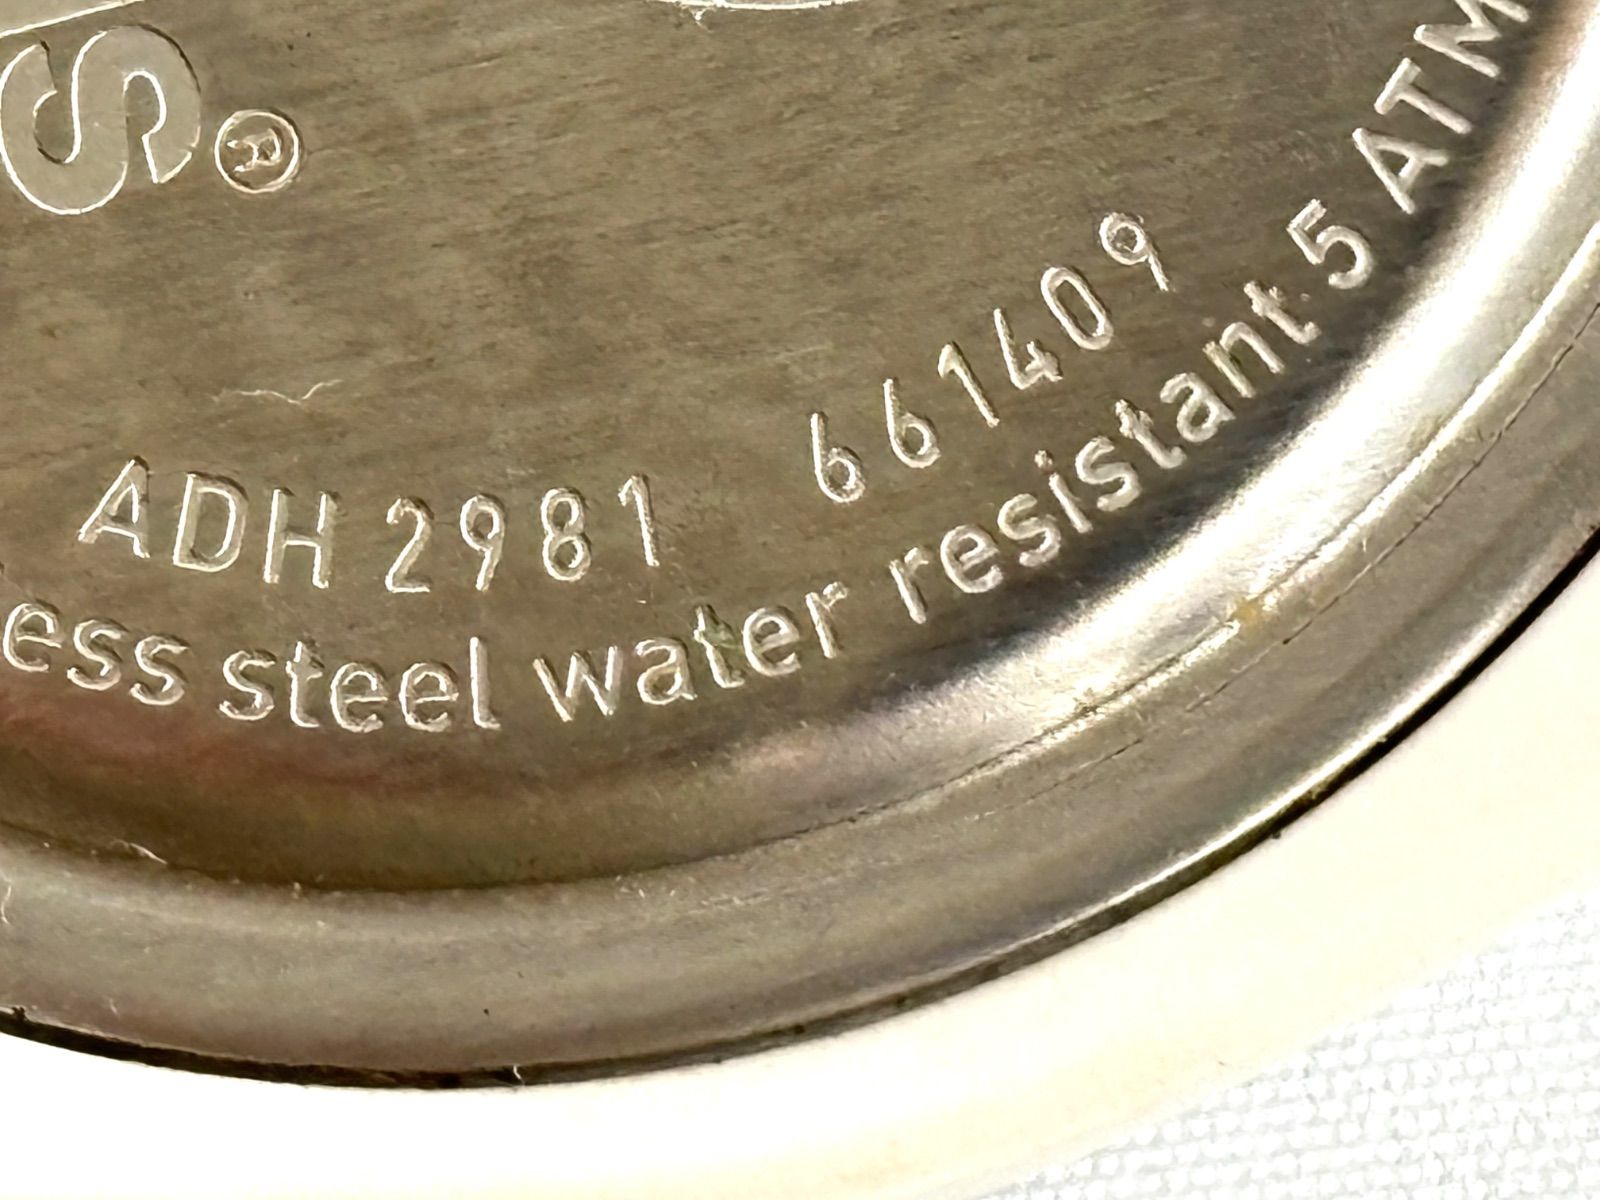 S®
ADH 2981 661409
ess steel water resistant 5 ATM